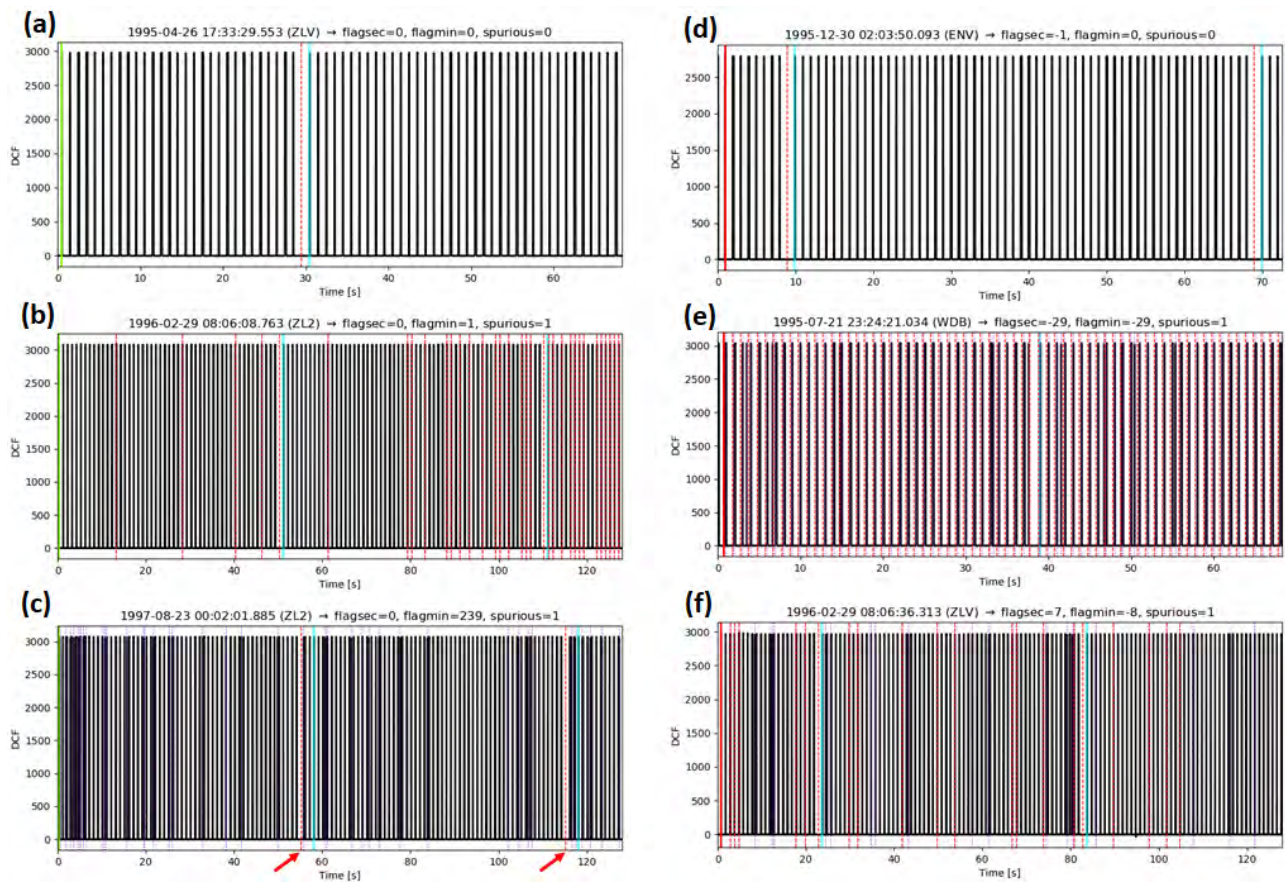 (a)
1995-04-26 17:33:29.553 (ZLV) → flagsec=0, flagmin=0, spurious=0
3000
2500
2000
1500
1000
500
0
DCF
0 10 20 30 40 50 60
Time [s]
(b)
1996-02-29 08:06:08.763 (ZL2) → flagsec=0, flagmin=1, spurious=1
3000
2500
2000
1500
1000
500
0
DCF
0 20 40 60 80 100 120
Time [s]
(c)
1997-08-23 00:02:01.885 (ZL2) → flagsec=0, flagmin=239, spurious=1
3000
2500
2000
1500
1000
500
0
DCF
0 20 40 60 80 100 120
Time [s]
(d)
1995-12-30 02:03:50.093 (ENV) → flagsec=-1, flagmin=0, spurious=0
2500
2000
1500
1000
500
0
DCF
0 10 20 30 40 50 60 70
Time [s]
(e)
1995-07-21 23:24:21.034 (WDB) → flagsec=-29, flagmin=-29, spurious=1
3000
2500
2000
1500
1000
500
0
DCF
0 10 20 30 40 50 60
Time [s]
(f)
1996-02-29 08:06:36.313 (ZLV) → flagsec=7, flagmin=-8, spurious=1
3000
2500
2000
1500
1000
500
0
DCF
0 20 40 60 80 100 120
Time [s]